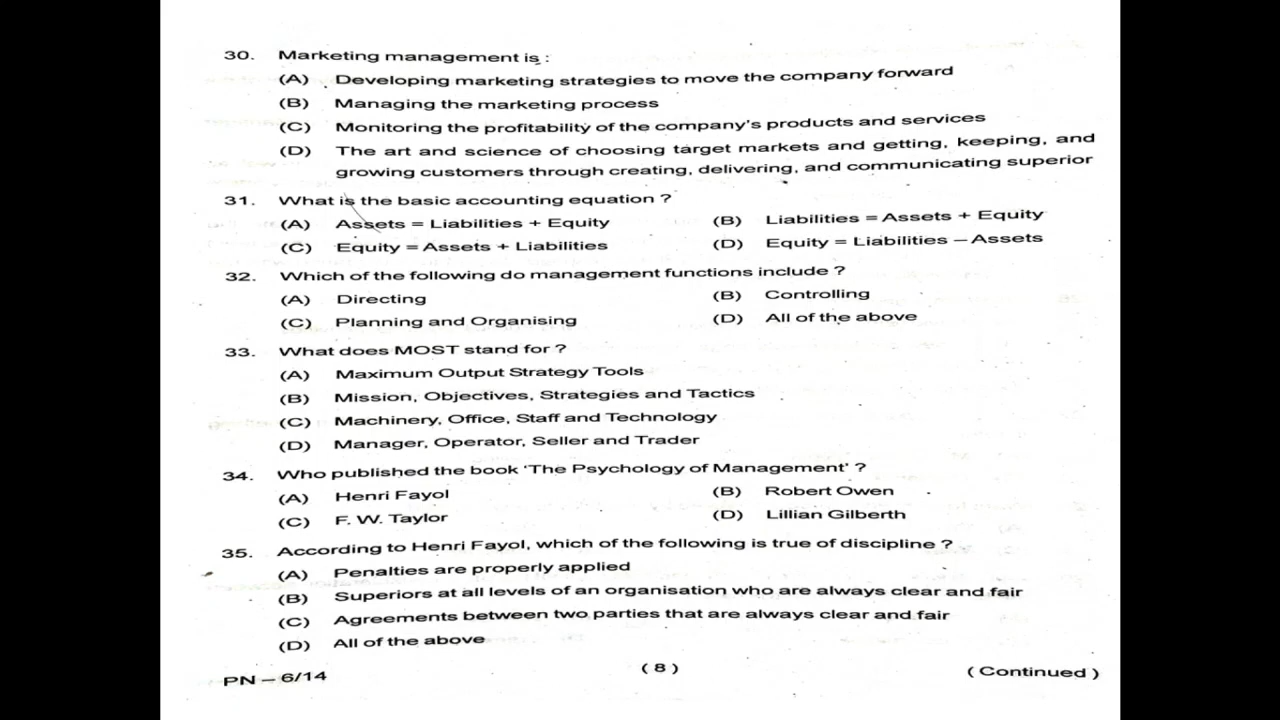 30. Marketing management is :
(A) Developing marketing strategies to move the company forward
(B) Managing the marketing process
(C) Monitoring the profitability of the company's products and services
(D) The art and science of choosing target markets and getting, keeping, and
growing customers through creating, delivering, and communicating superior
31. What is the basic accounting equation ?
(A) Assets = Liabilities + Equity (B) Liabilities = Assets + Equity
(C) Equity = Assets + Liabilities (D) Equity = Liabilities – Assets
32. Which of the following do management functions include ?
(A) Directing (B) Controlling
(C) Planning and Organising (D) All of the above
33. What does MOST stand for ?
(A) Maximum Output Strategy Tools
(B) Mission, Objectives, Strategies and Tactics
(C) Machinery, Office, Staff and Technology
(D) Manager, Operator, Seller and Trader
34. Who published the book 'The Psychology of Management' ?
(A) Henri Fayol (B) Robert Owen
(C) F. W. Taylor (D) Lillian Gilberth
35. According to Henri Fayol, which of the following is true of discipline ?
(A) Penalties are properly applied
(B) Superiors at all levels of an organisation who are always clear and fair
(C) Agreements between two parties that are always clear and fair
(D) All of the above
PN – 6/14 ( 8 ) ( Continued )